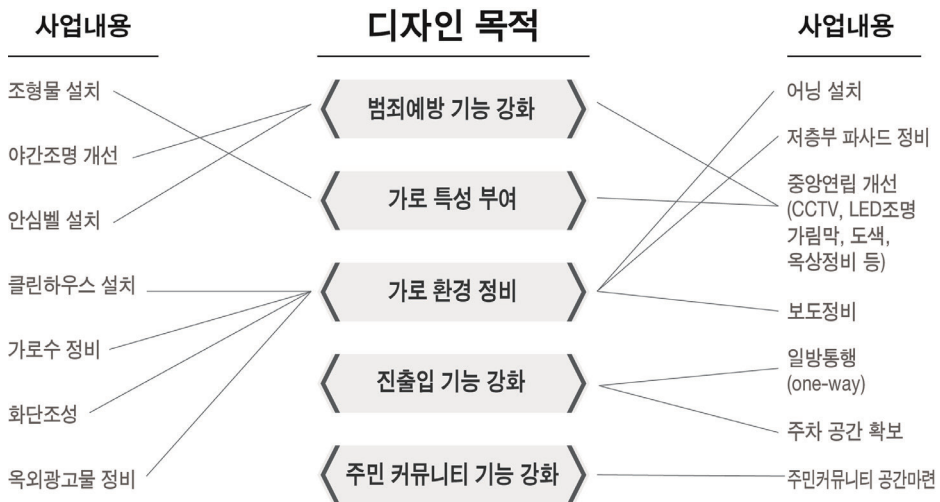 사업내용
디자인 목적
사업내용
조형물 설치
야간조명 개선
안심벨 설치
클린하우스 설치
가로수 정비
화단조성
옥외광고물 정비
범죄예방 기능 강화
가로 특성 부여
가로 환경 정비
진출입 기능 강화
주민 커뮤니티 기능 강화
어닝 설치
저층부 파사드 정비
중앙연립 개선
(CCTV, LED조명
가림막, 도색,
옥상정비 등)
보도정비
일방통행
(one-way)
주차 공간 확보
주민커뮤니티 공간마련